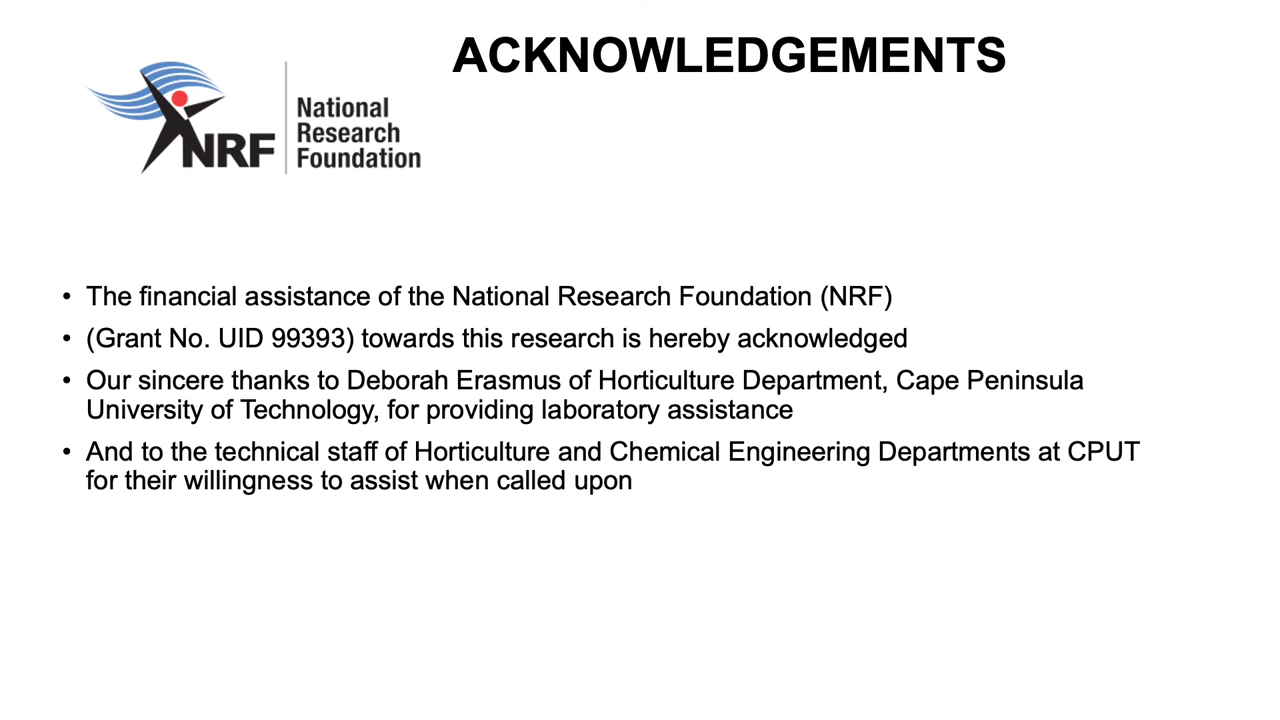 ACKNOWLEDGEMENTS
NRF
National
Research
Foundation
• The financial assistance of the National Research Foundation (NRF)
• (Grant No. UID 99393) towards this research is hereby acknowledged
• Our sincere thanks to Deborah Erasmus of Horticulture Department, Cape Peninsula
University of Technology, for providing laboratory assistance
• And to the technical staff of Horticulture and Chemical Engineering Departments at CPUT
for their willingness to assist when called upon